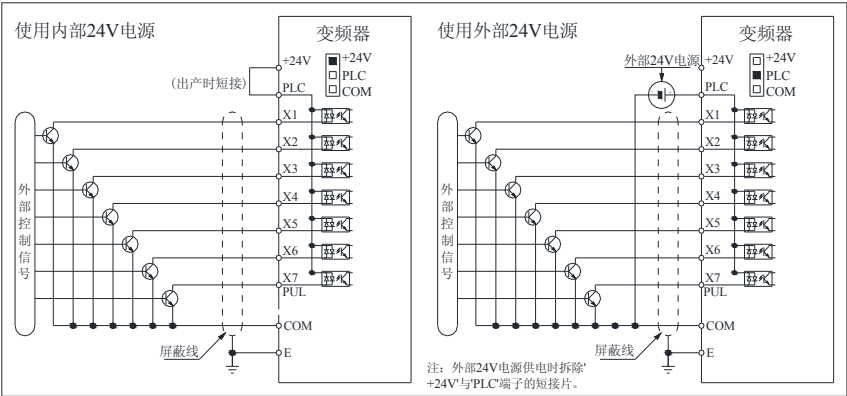 使用内部24V电源
变频器
+24V
+24V
PLC
COM
(出产时短接)
PLC
X1
X2
X3
X4
X5
X6
X7
PUL
外部控制信号
COM
屏蔽线
E
使用外部24V电源
变频器
外部24V电源
+24V
+24V
PLC
COM
PLC
X1
X2
X3
X4
X5
X6
X7
PUL
外部控制信号
COM
屏蔽线
E
注：外部24V电源供电时拆除'
+24V'与'PLC'端子的短接片。